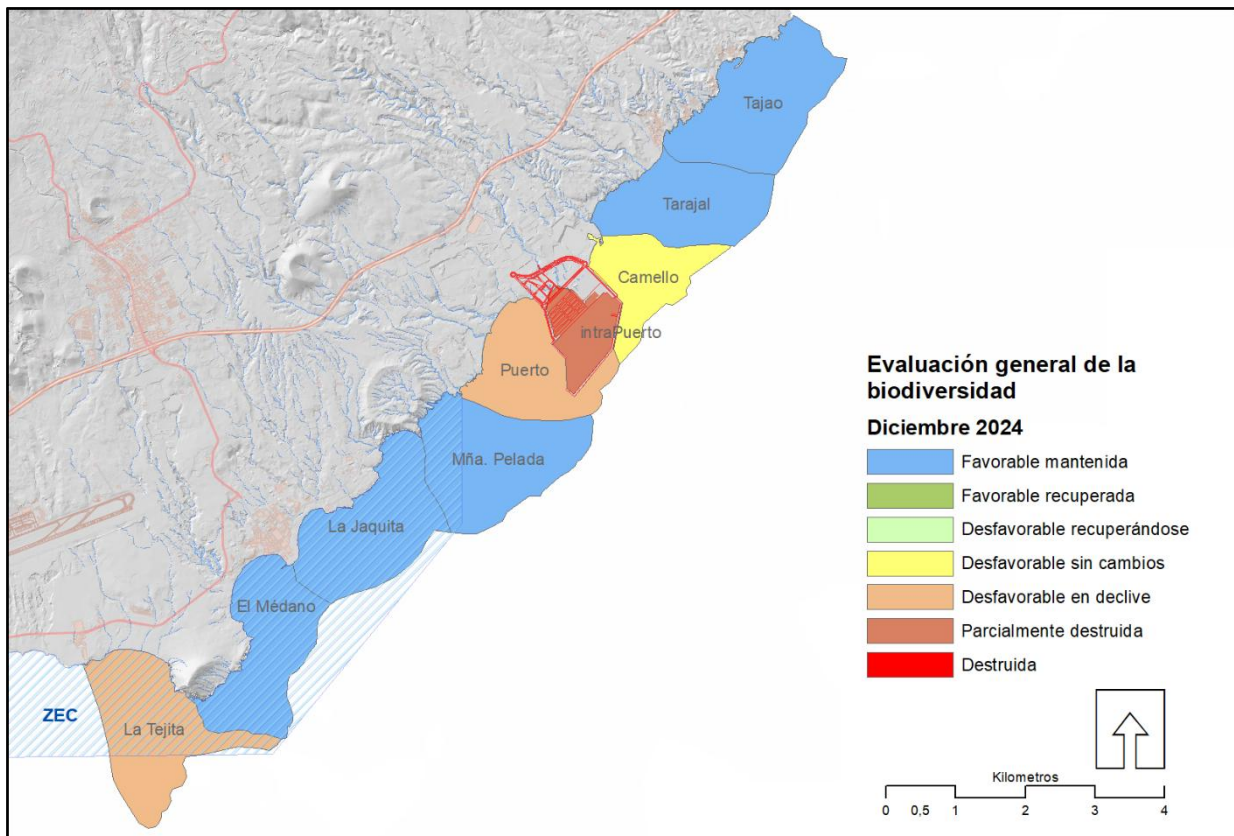 Tajao
Tarajal
Camello
intraPuerto
Puerto
Mña. Pelada
La Jaquita
El Médano
La Tejita
ZEC
Evaluación general de la
biodiversidad
Diciembre 2024
Favorable mantenida
Favorable recuperada
Desfavorable recuperándose
Desfavorable sin cambios
Desfavorable en declive
Parcialmente destruida
Destruida
Kilometros
0 0,5 1 2 3 4